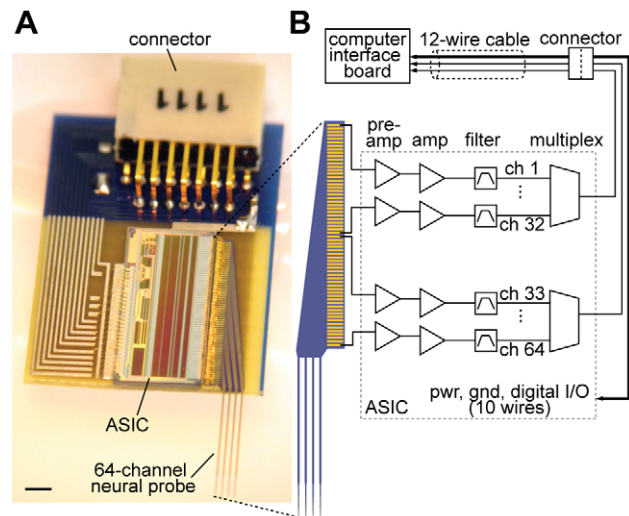 A
connector
ASIC
64-channel
neural probe
B
computer
interface
board
12-wire cable
connector
pre-
amp
amp
filter
multiplex
ch 1
ch 32
ch 33
ch 64
ASIC
pwr, gnd, digital I/O
(10 wires)